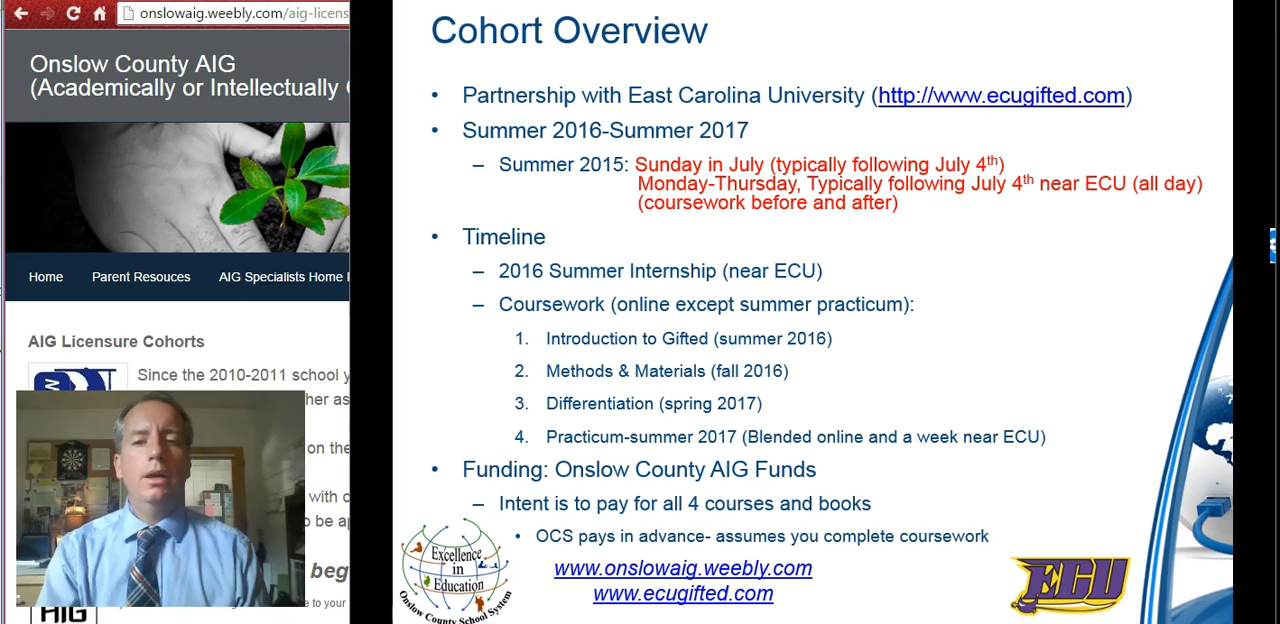 onslowaig.weebly.com/aig-licens
Onslow County AIG
(Academically or Intellectually
Home Parent Resouces AIG Specialists Home
AIG Licensure Cohorts
Since the 2010-2011 school y
her as
on the
with
be ap
beg
e to your
AIG
Cohort Overview
• Partnership with East Carolina University (http://www.ecugifted.com)
• Summer 2016-Summer 2017
– Summer 2015: Sunday in July (typically following July 4th)
Monday-Thursday, Typically following July 4th near ECU (all day)
(coursework before and after)
• Timeline
– 2016 Summer Internship (near ECU)
– Coursework (online except summer practicum):
1. Introduction to Gifted (summer 2016)
2. Methods & Materials (fall 2016)
3. Differentiation (spring 2017)
4. Practicum-summer 2017 (Blended online and a week near ECU)
• Funding: Onslow County AIG Funds
– Intent is to pay for all 4 courses and books
• OCS pays in advance- assumes you complete coursework
www.onslowaig.weebly.com
www.ecugifted.com
Excellence
in
Education
Onslow County School System
ECU